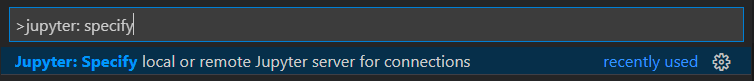 >jupyter: specify
Jupyter: Specify local or remote Jupyter server for connections recently used